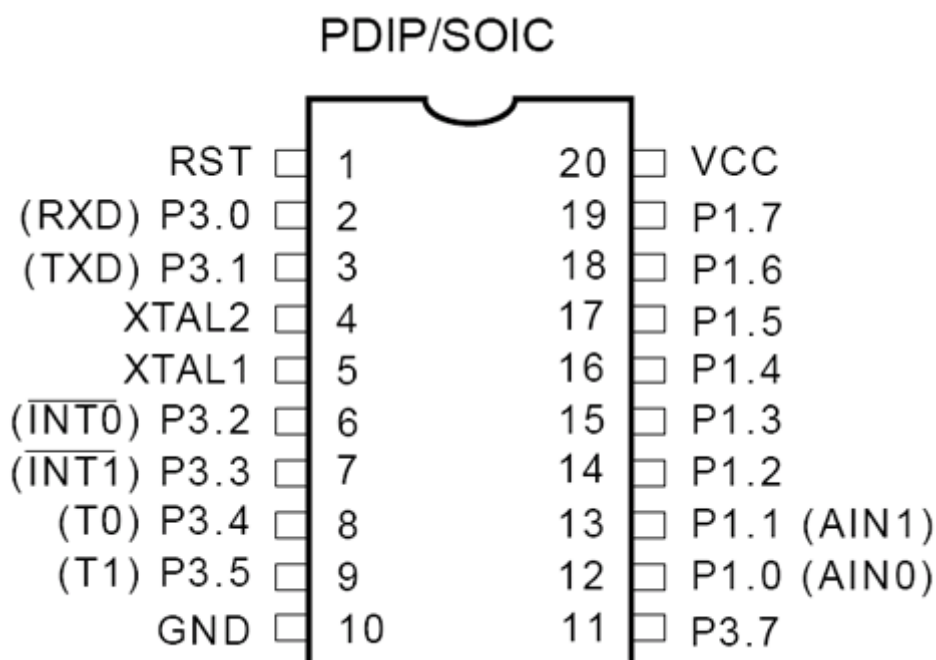 PDIP/SOIC
RST 1 20 VCC
(RXD) P3.0 2 19 P1.7
(TXD) P3.1 3 18 P1.6
XTAL2 4 17 P1.5
XTAL1 5 16 P1.4
(I̅N̅T̅0̅) P3.2 6 15 P1.3
(I̅N̅T̅1̅) P3.3 7 14 P1.2
(T0) P3.4 8 13 P1.1 (AIN1)
(T1) P3.5 9 12 P1.0 (AIN0)
GND 10 11 P3.7